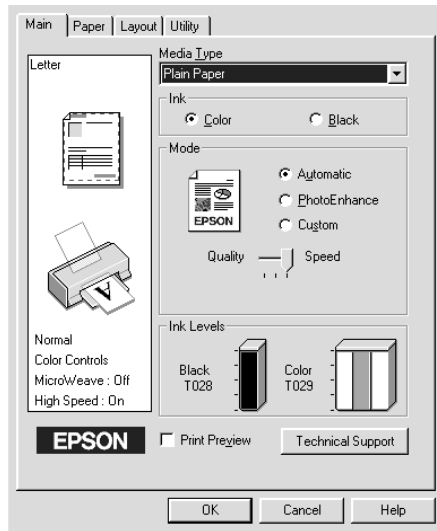 Main Paper Layout Utility
Letter
Media Type
Plain Paper
Ink
Color Black
Mode
EPSON
Automatic
PhotoEnhance
Custom
Quality Speed
A
Normal
Color Controls
MicroWeave : Off
High Speed : On
Ink Levels
Black
T028
Color
T029
EPSON
Print Preview Technical Support
OK Cancel Help